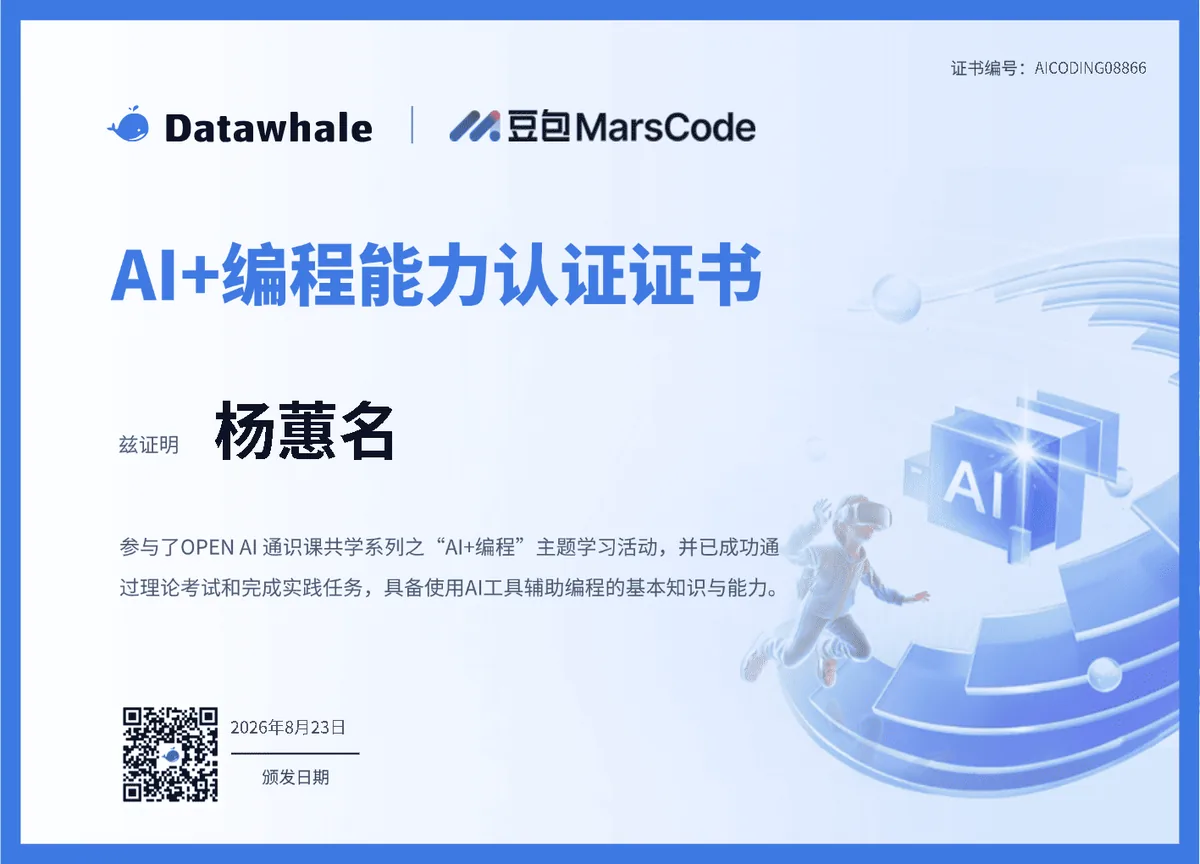 证书编号：AICODING08866
Datawhale
豆包MarsCode
AI+编程能力认证证书
兹证明 杨蕙名
参与了OPEN AI 通识课共学系列之“AI+编程”主题学习活动，并已成功通
过理论考试和完成实践任务，具备使用AI工具辅助编程的基本知识与能力。
AI
2026年8月23日
颁发日期